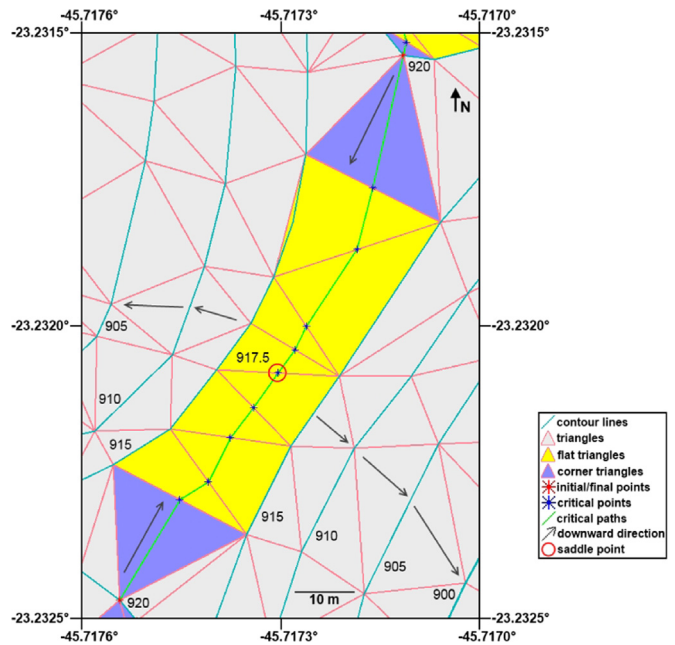 -45.7176° -45.7173° -45.7170°
-23.2315° -23.2315°
920
N
-23.2320° -23.2320°
905
917.5
910
915
915
910
905
900
920
10 m
-23.2325° -23.2325°
-45.7176° -45.7173° -45.7170°
contour lines
triangles
flat triangles
corner triangles
initial/final points
critical points
critical paths
downward direction
saddle point